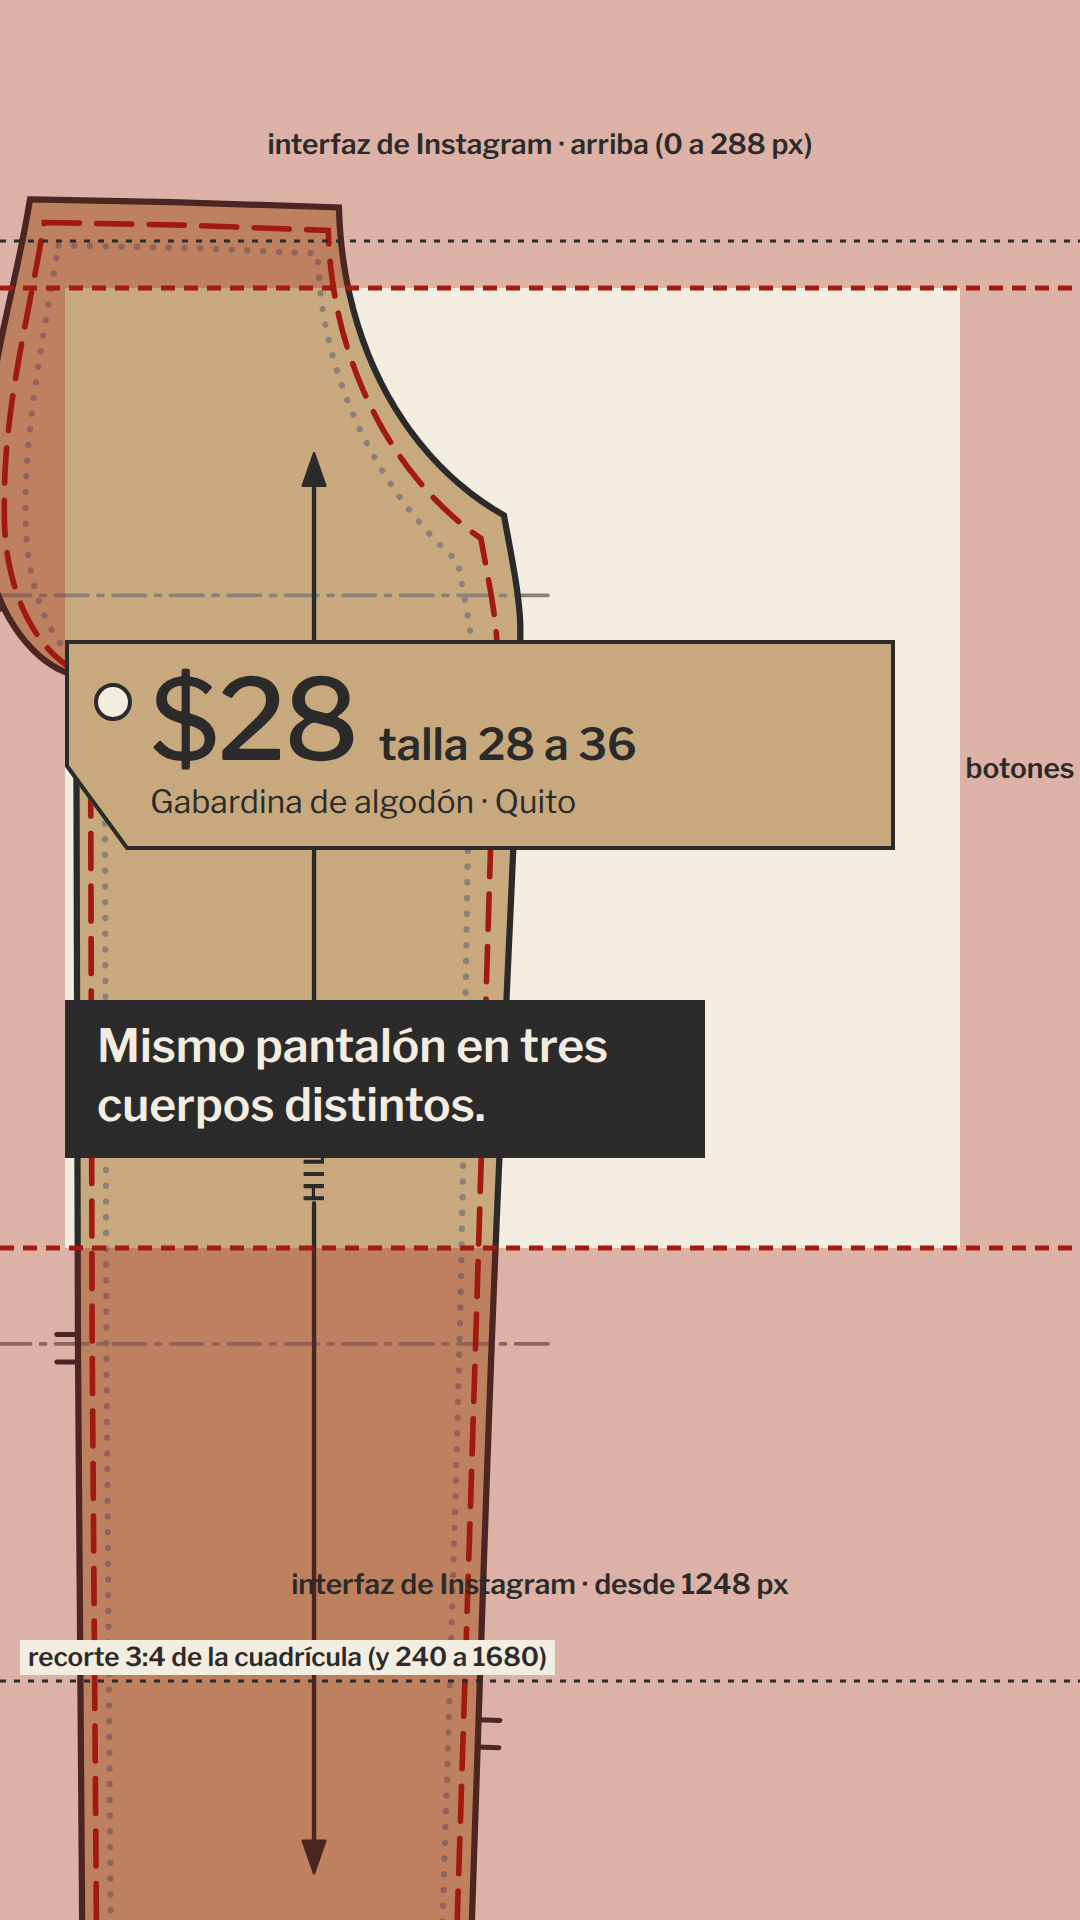 interfaz de Instagram · arriba (0 a 288 px)
$28 talla 28 a 36
Gabardina de algodón · Quito
botones
Mismo pantalón en tres
cuerpos distintos.
interfaz de Instagram · desde 1248 px
recorte 3:4 de la cuadrícula (y 240 a 1680)